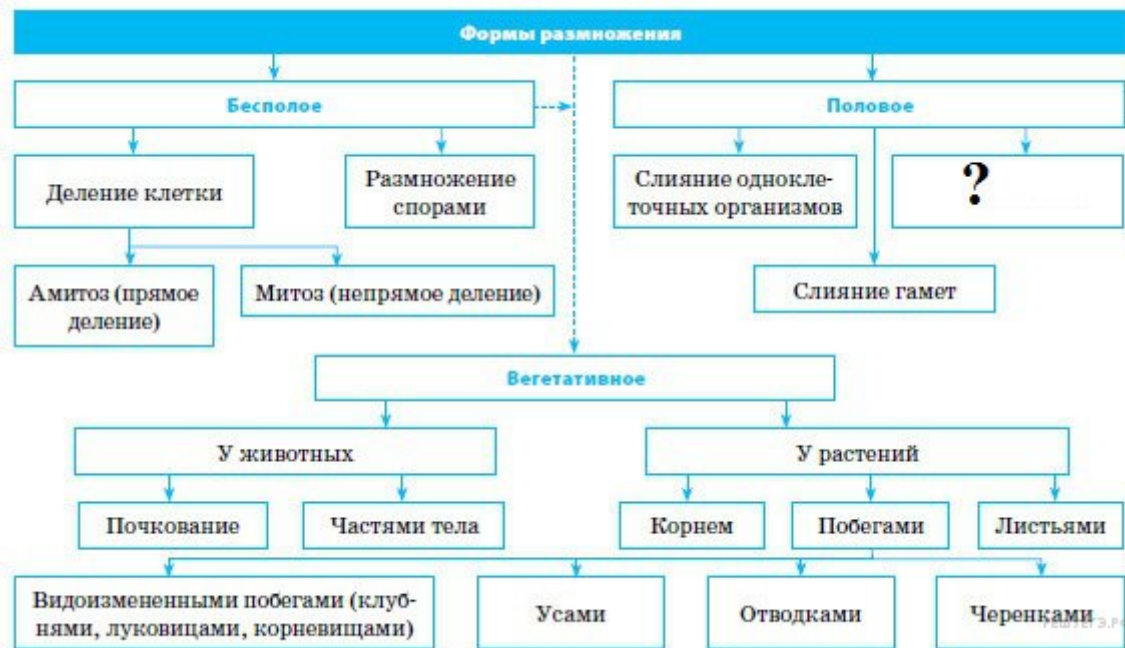 Формы размножения
Бесполое
Половое
Деление клетки
Размножение
спорами
Слияние однокле-
точных организмов
?
Амитоз (прямое
деление)
Митоз (непрямое деление)
Слияние гамет
Вегетативное
У животных
У растений
Почкование
Частями тела
Корнем
Побегами
Листьями
Видоизмененными побегами (клуб-
нями, луковицами, корневищами)
Усами
Отводками
Черенками